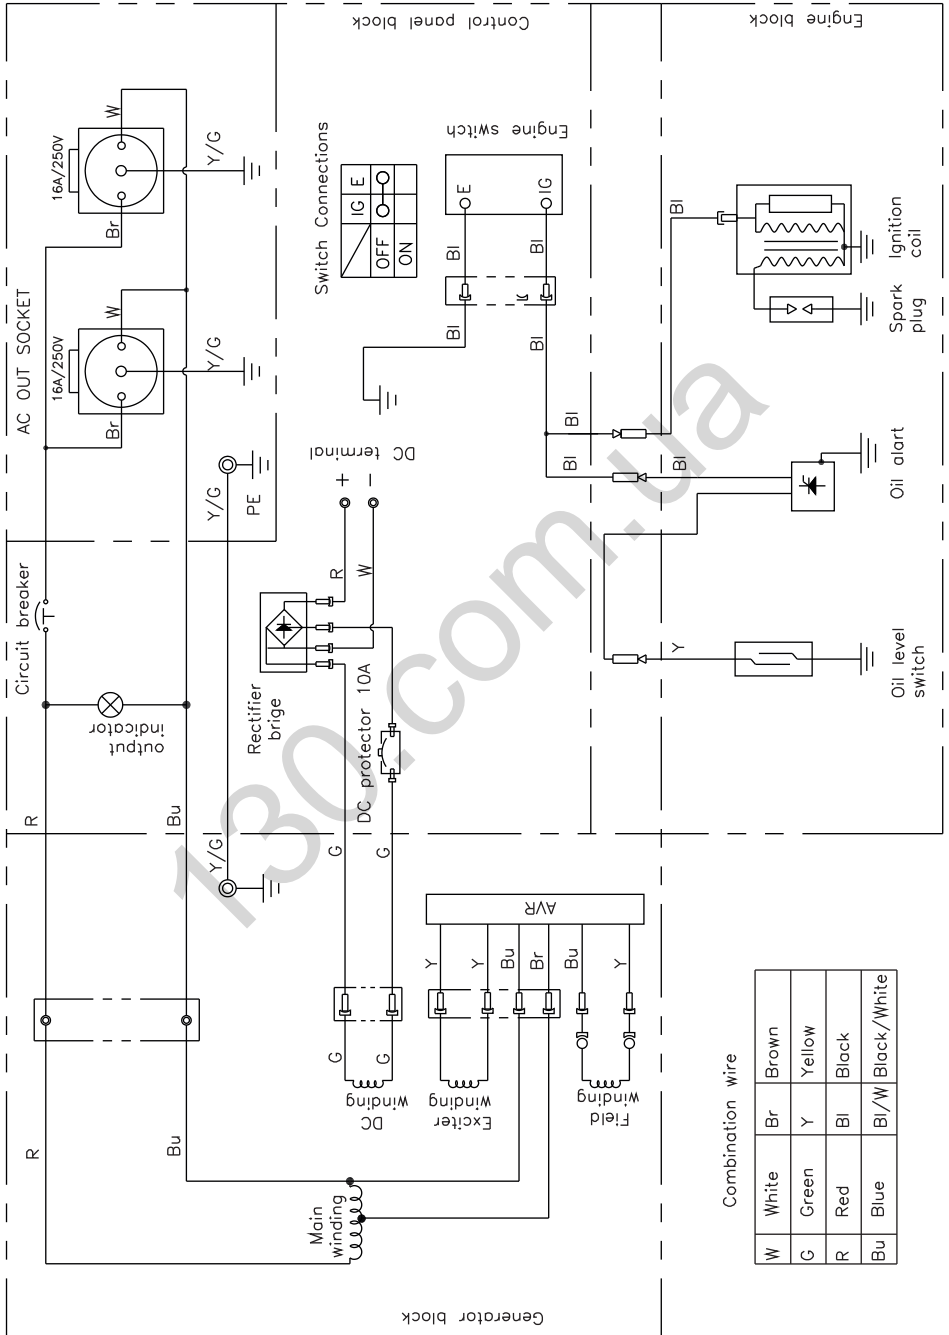 Control panel block
Engine block
AC OUT SOCKET
16A/250V
W
Br
Y/G
16A/250V
W
Br
Y/G
Y/G
PE
Switch Connections
IG E
OFF
ON
Engine switch
E
IG
Bl
Bl
Bl
Bl
Bl
Bl
Bl
Bl
Ignition
coil
Spark
plug
Oil alart
Oil level
switch
Y
DC terminal
+
−
R
W
Circuit breaker
output
indicator
Rectifier
brige
DC protector 10A
R
Bu
Y/G
G
G
AVR
Y
Y
Bu
Br
Bu
Y
G
G
DC
winding
Exciter
winding
Field
winding
R
Bu
Main
winding
Generator block
Combination wire
W White Br Brown
G Green Y Yellow
R Red Bl Black
Bu Blue Bl/W Black/White
130.com.ua